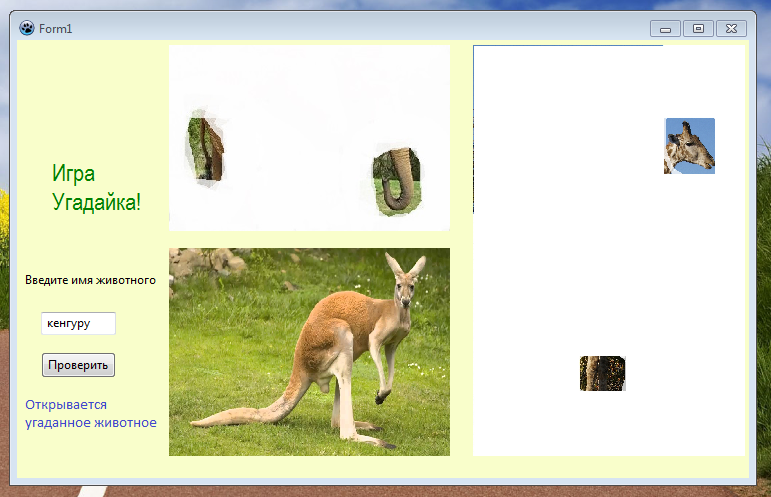 Form1
Игра
Угадайка!
Введите имя животного
кенгуру
Проверить
Открывается
угаданное животное